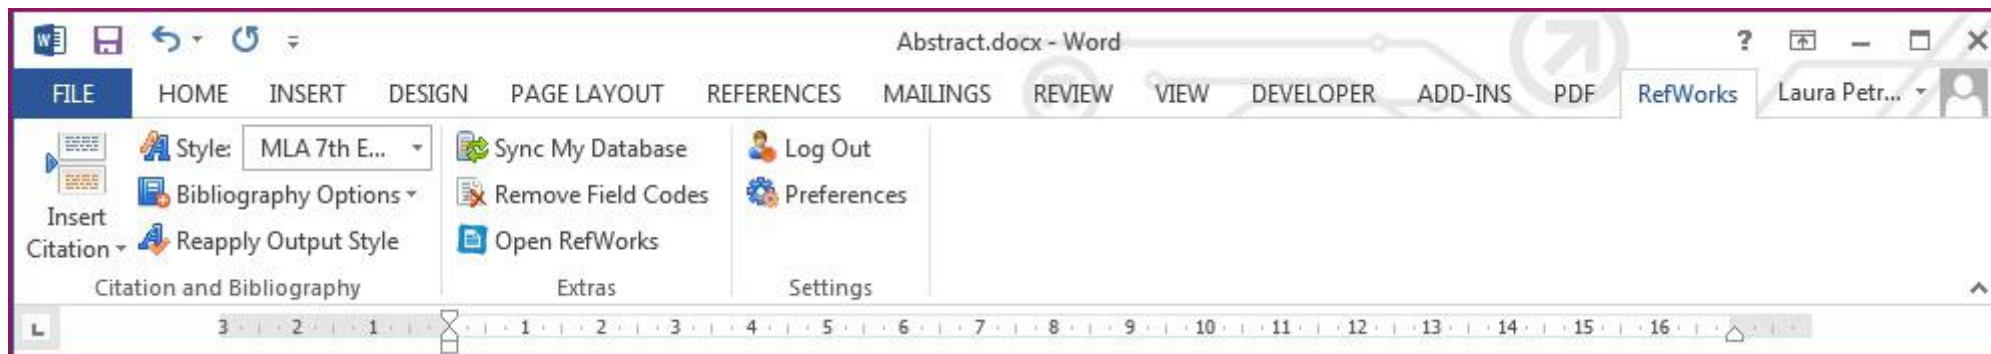 Abstract.docx - Word
FILE HOME INSERT DESIGN PAGE LAYOUT REFERENCES MAILINGS REVIEW VIEW DEVELOPER ADD-INS PDF RefWorks Laura Petr...
Insert
Citation
Style: MLA 7th E...
Bibliography Options
Reapply Output Style
Citation and Bibliography
Sync My Database
Remove Field Codes
Open RefWorks
Extras
Log Out
Preferences
Settings
3 2 1 1 2 3 4 5 6 7 8 9 10 11 12 13 14 15 16